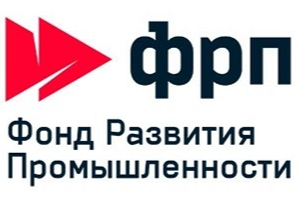 фрп
Фонд Развития
Промышленности